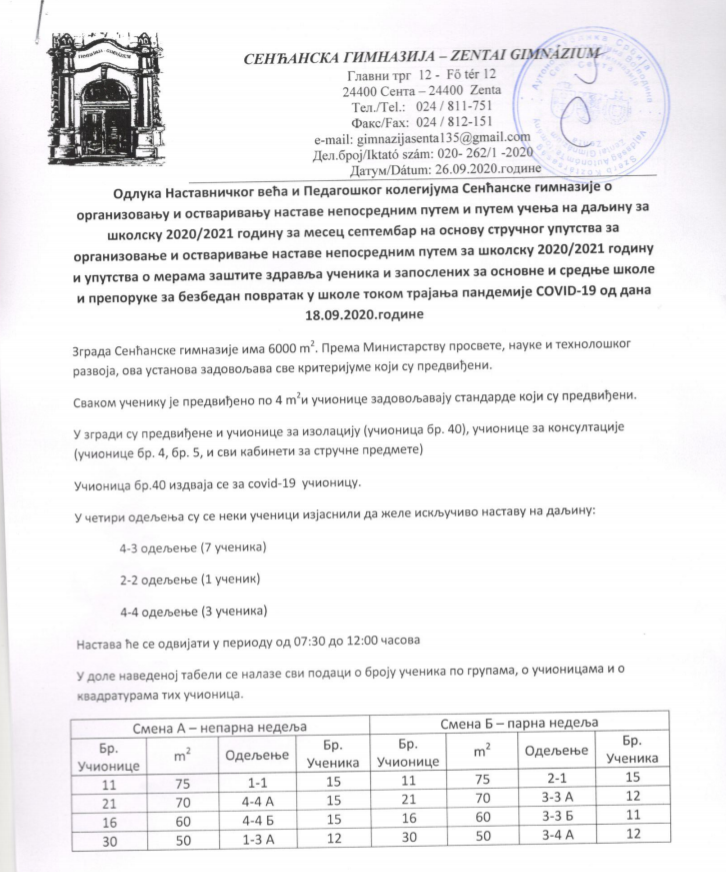 СЕНЋАНСКА ГИМНАЗИЈА – ZENTAI GIMNÁZIUM
Главни трг 12 - Fő tér 12
24400 Сента – 24400 Zenta
Тел./Tel.: 024 / 811-751
Факс/Fax: 024 / 812-151
e-mail: gimnazijasenta135@gmail.com
Дел.број/Iktató szám: 020- 262/1 -2020
Датум/Dátum: 26.09.2020.године
Одлука Наставничког већа и Педагошког колегијума Сенћанске гимназије о
организовању и остваривању наставе непосредним путем и путем учења на даљину за
школску 2020/2021 годину за месец септембар на основу стручног упутства за
организовање и остваривање наставе непосредним путем за школску 2020/2021 годину
и упутства о мерама заштите здравља ученика и запослених за основне и средње школе
и препоруке за безбедан повратак у школе током трајања пандемије COVID-19 од дана
18.09.2020.године
Зграда Сенћанске гимназије има 6000 m². Према Министарству просвете, науке и технолошког
развоја, ова установа задовољава све критеријуме који су предвиђени.
Сваком ученику је предвиђено по 4 m²и учионице задовољавају стандарде који су предвиђени.
У згради су предвиђене и учионице за изолацију (учионица бр. 40), учионице за консултације
(учионице бр. 4, бр. 5, и сви кабинети за стручне предмете)
Учионица бр.40 издваја се за covid-19 учионицу.
У четири одељења су се неки ученици изјаснили да желе искључиво наставу на даљину:
4-3 одељење (7 ученика)
2-2 одељење (1 ученик)
4-4 одељење (3 ученика)
Настава ће се одвијати у периоду од 07:30 до 12:00 часова
У доле наведеној табели се налазе сви подаци о броју ученика по групама, о учионицама и о
квадратурама тих учионица.
Смена А – непарна недеља Смена Б – парна недеља
Бр. Учионице m² Одељење Бр. Ученика Бр. Учионице m² Одељење Бр. Ученика
11 75 1-1 15 11 75 2-1 15
21 70 4-4 А 15 21 70 3-3 А 12
16 60 4-4 Б 15 16 60 3-3 Б 11
30 50 1-3 А 12 30 50 3-4 А 12